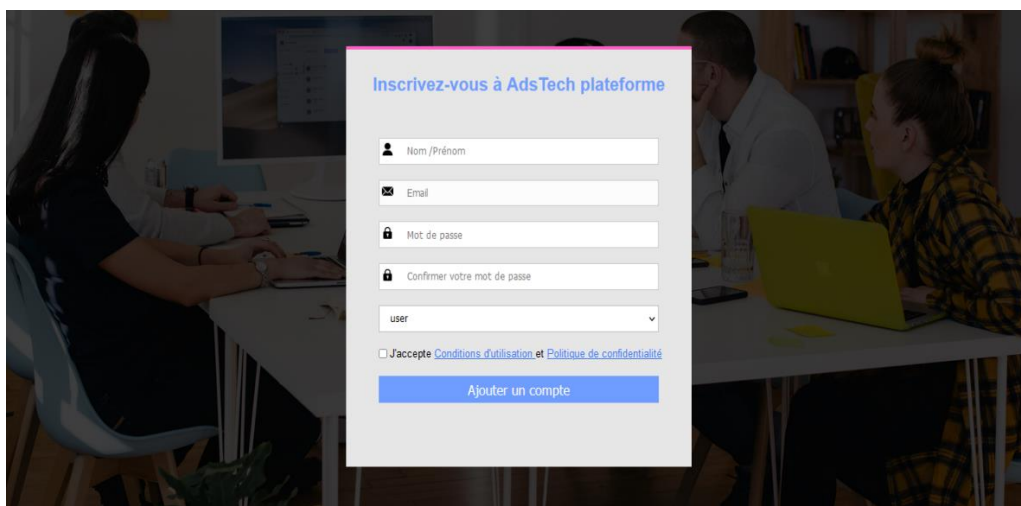 Inscrivez-vous à AdsTech plateforme
Nom /Prénom
Email
Mot de passe
Confirmer votre mot de passe
user
J'accepte Conditions d'utilisation et Politique de confidentialité
Ajouter un compte